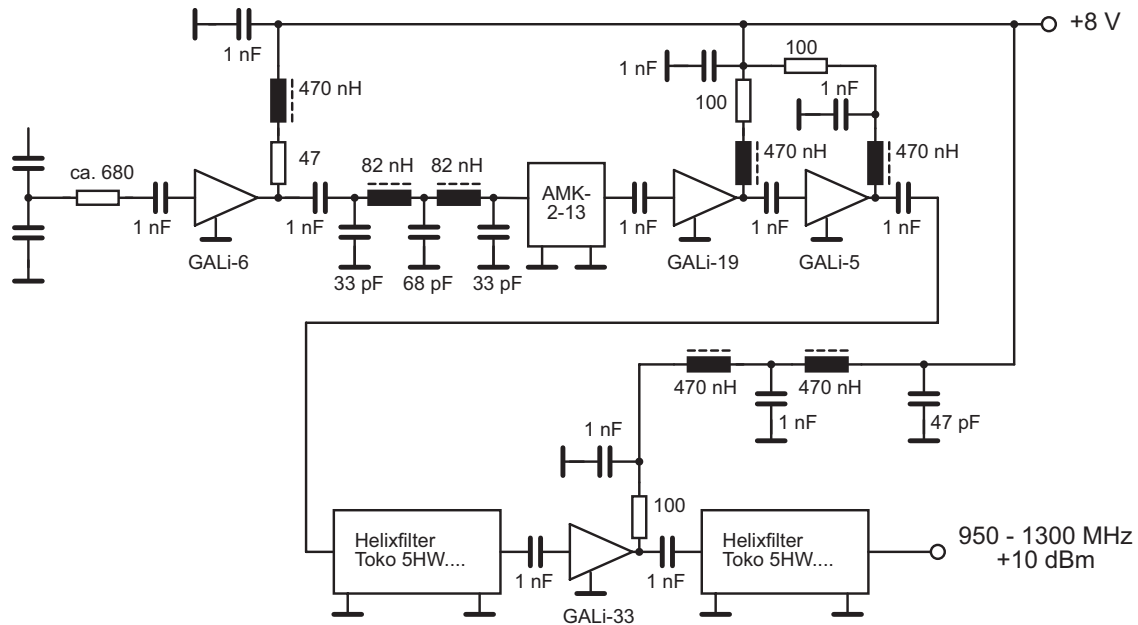 +8 V
1 nF
100
1 nF
1 nF
470 nH
100
47
470 nH
470 nH
ca. 680
82 nH
82 nH
AMK-
2-13
1 nF
1 nF
1 nF
1 nF
1 nF
GALi-6
GALi-19
GALi-5
33 pF
68 pF
33 pF
470 nH
470 nH
1 nF
47 pF
1 nF
100
Helixfilter
Toko 5HW....
Helixfilter
Toko 5HW....
950 - 1300 MHz
+10 dBm
1 nF
1 nF
GALi-33